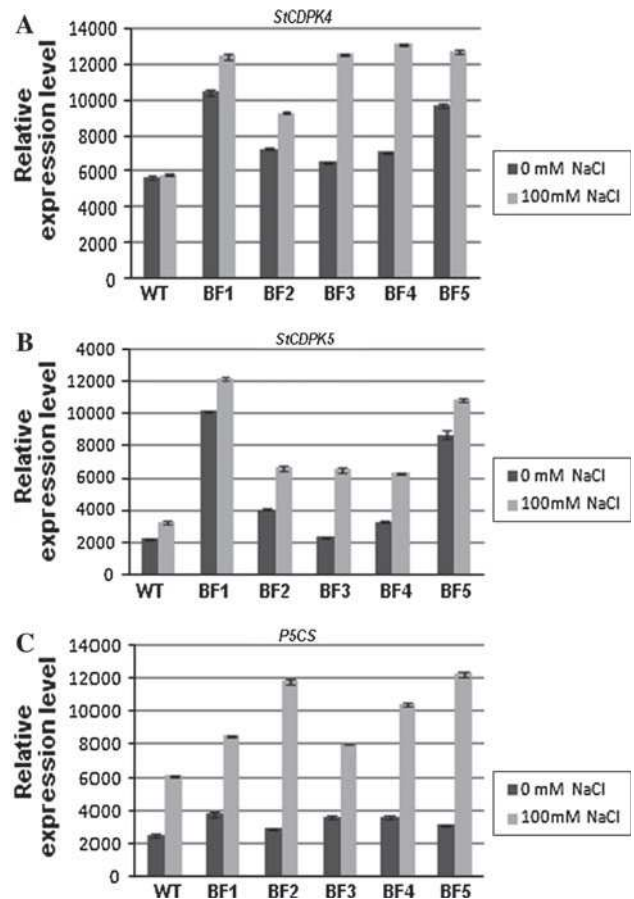 A
StCDPK4
14000
12000
10000
8000
6000
4000
2000
0
Relative
expression level
WT BF1 BF2 BF3 BF4 BF5
0 mM NaCl
100mM NaCl
B
StCDPK5
4000
12000
10000
8000
6000
4000
2000
0
Relative
expression level
WT BF1 BF2 BF3 BF4 BF5
0 mM NaCl
100mM NaCl
C
P5CS
14000
12000
10000
8000
6000
4000
2000
0
Relative
expression level
WT BF1 BF2 BF3 BF4 BF5
0 mM NaCl
100mM NaCl